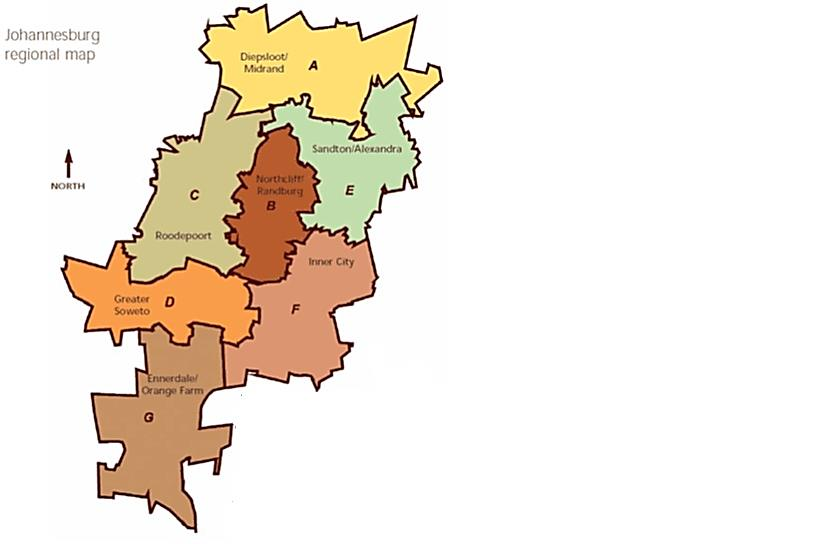 Johannesburg
regional map
Diepsloot/
Midrand
A
Sandton/Alexandra
NORTH
Northcliff/
Randburg
C
E
B
Roodepoort
Inner City
Greater
Soweto
D
F
Ennerdale/
Orange Farm
G